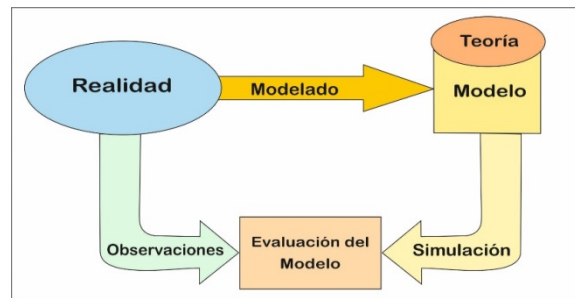 Teoría
Realidad
Modelado
Modelo
Observaciones
Evaluación del
Modelo
Simulación